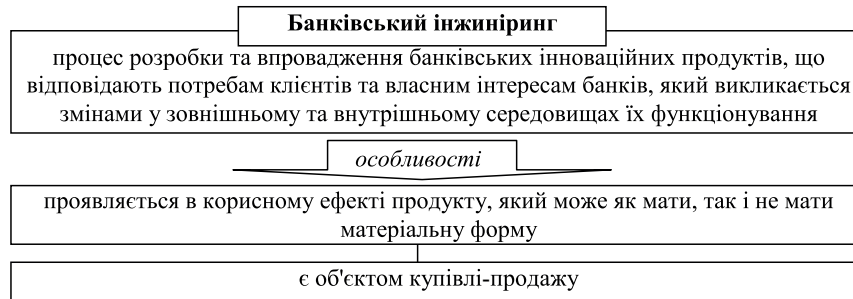 Банківський інжиніринг
процес розробки та впровадження банківських інноваційних продуктів, що
відповідають потребам клієнтів та власним інтересам банків, який викликається
змінами у зовнішньому та внутрішньому середовищах їх функціонування
особливості
проявляється в корисному ефекті продукту, який може як мати, так і не мати
матеріальну форму
є об'єктом купівлі-продажу